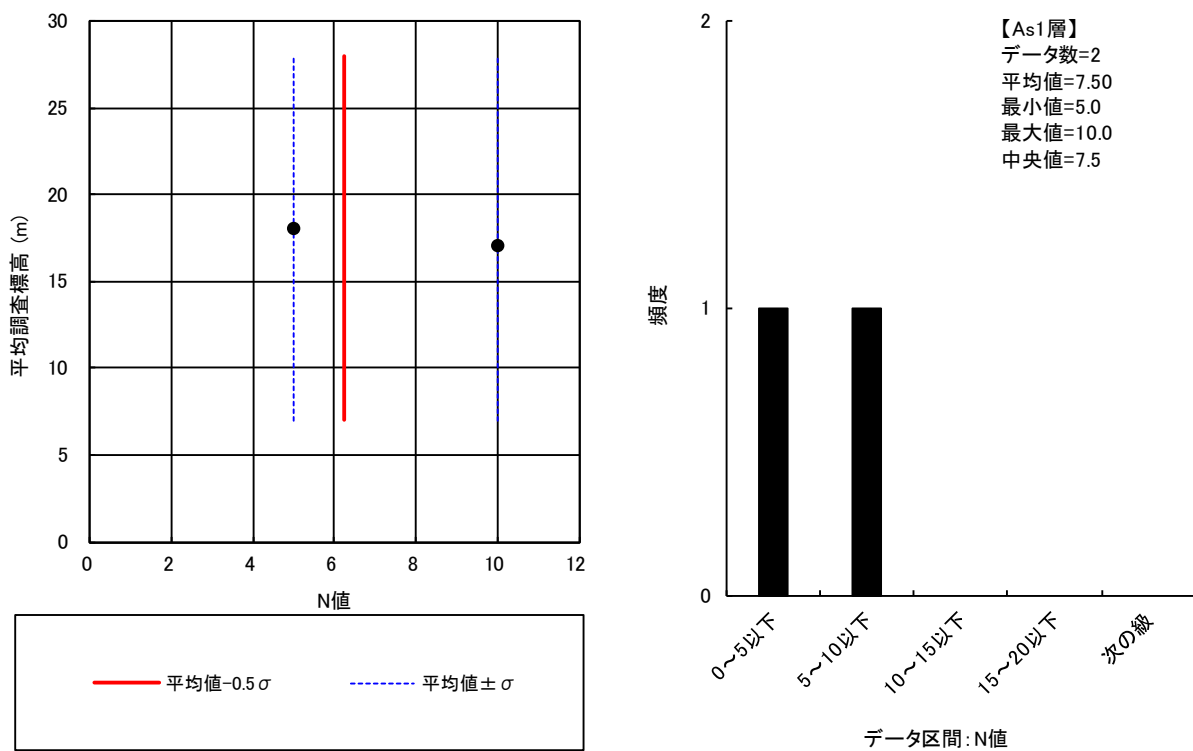 30
25
20
15
10
5
0
平均調査標高 (m)
0 2 4 6 8 10 12
N値
平均値-0.5σ 平均値±σ
2
1
0
頻度
【As1層】
データ数=2
平均値=7.50
最小値=5.0
最大値=10.0
中央値=7.5
0～5以下
5～10以下
10～15以下
15～20以下
次の級
データ区間：N値